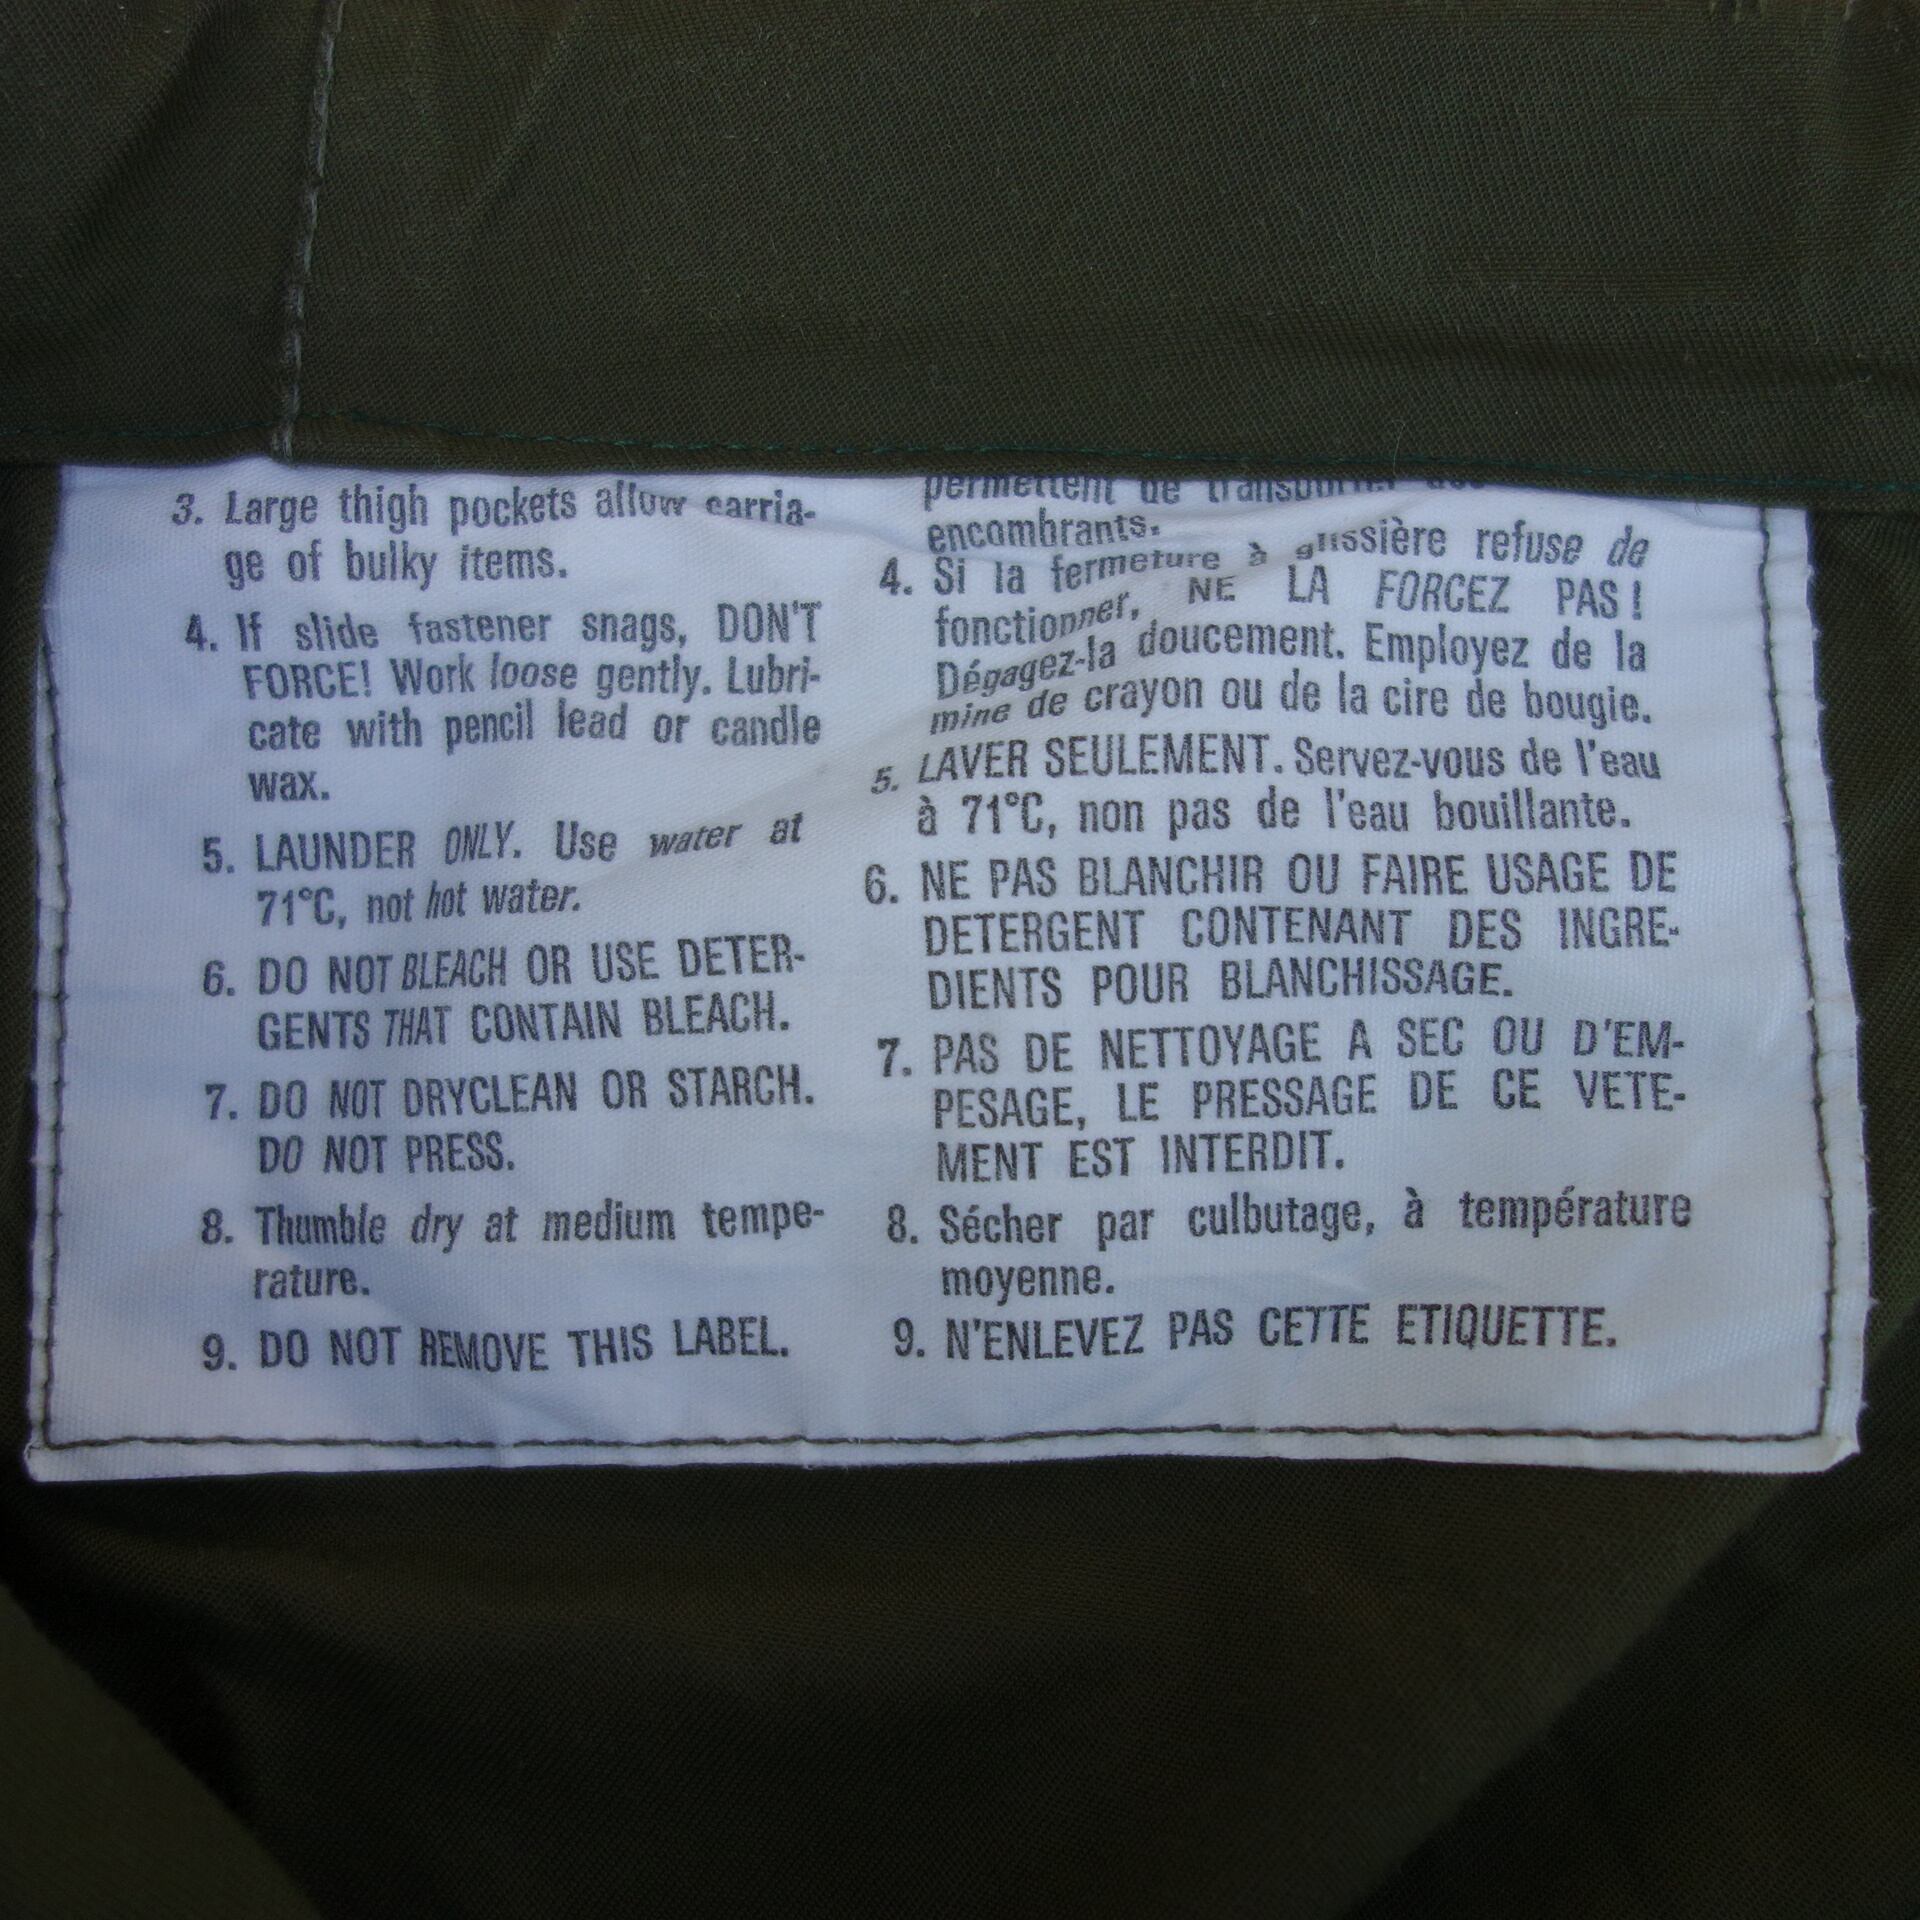 3. Large thigh pockets allow carria-
ge of bulky items.
4. If slide fastener snags, DON'T
FORCE! Work loose gently. Lubri-
cate with pencil lead or candle
wax.
5. LAUNDER ONLY. Use water at
71°C, not hot water.
6. DO NOT BLEACH OR USE DETER-
GENTS THAT CONTAIN BLEACH.
7. DO NOT DRYCLEAN OR STARCH.
DO NOT PRESS.
8. Thumble dry at medium tempe-
rature.
9. DO NOT REMOVE THIS LABEL.
permettent de
encombrants.
4. Si la fermeture à glissière refuse de
fonctionner, NE LA FORCEZ PAS!
Dégagez-la doucement. Employez de la
mine de crayon ou de la cire de bougie.
5. LAVER SEULEMENT. Servez-vous de l'eau
à 71°C, non pas de l'eau bouillante.
6. NE PAS BLANCHIR OU FAIRE USAGE DE
DETERGENT CONTENANT DES INGRE-
DIENTS POUR BLANCHISSAGE.
7. PAS DE NETTOYAGE A SEC OU D'EM-
PESAGE, LE PRESSAGE DE CE VETE-
MENT EST INTERDIT.
8. Sécher par culbutage, à température
moyenne.
9. N'ENLEVEZ PAS CETTE ETIQUETTE.